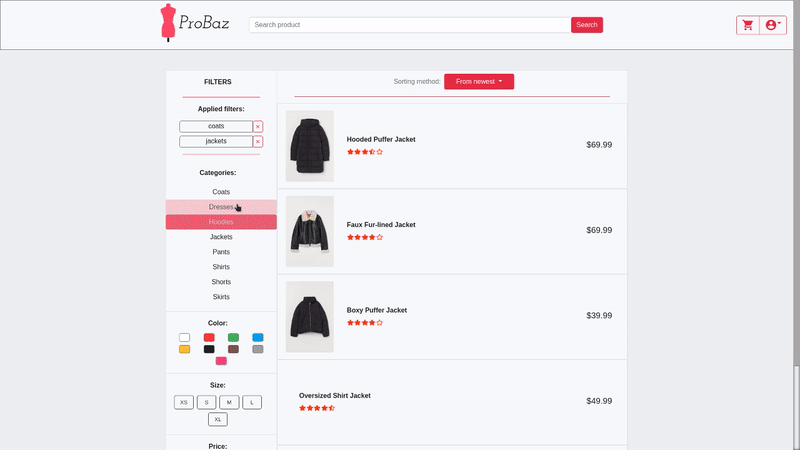 ProBaz
Search product
Search
FILTERS
Applied filters:
coats ×
jackets ×
Categories:
Coats
Dresses
Hoodies
Jackets
Pants
Shirts
Shorts
Skirts
Color:
Size:
XS S M L
XL
Price:
Sorting method: From newest
Hooded Puffer Jacket
$69.99
Faux Fur-lined Jacket
$69.99
Boxy Puffer Jacket
$39.99
Oversized Shirt Jacket
$49.99